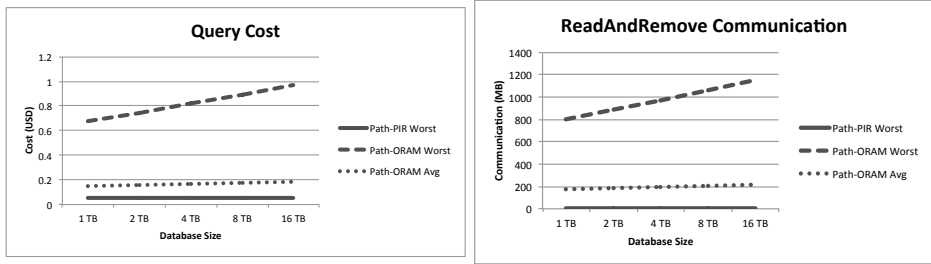 Query Cost
1.2
1
0.8
0.6
0.4
0.2
0
Cost (USD)
1 TB 2 TB 4 TB 8 TB 16 TB
Database Size
Path-PIR Worst
Path-ORAM Worst
Path-ORAM Avg
ReadAndRemove Communication
1400
1200
1000
800
600
400
200
0
Communication (MB)
1 TB 2 TB 4 TB 8 TB 16 TB
Database Size
Path-PIR Worst
Path-ORAM Worst
Path-ORAM Avg